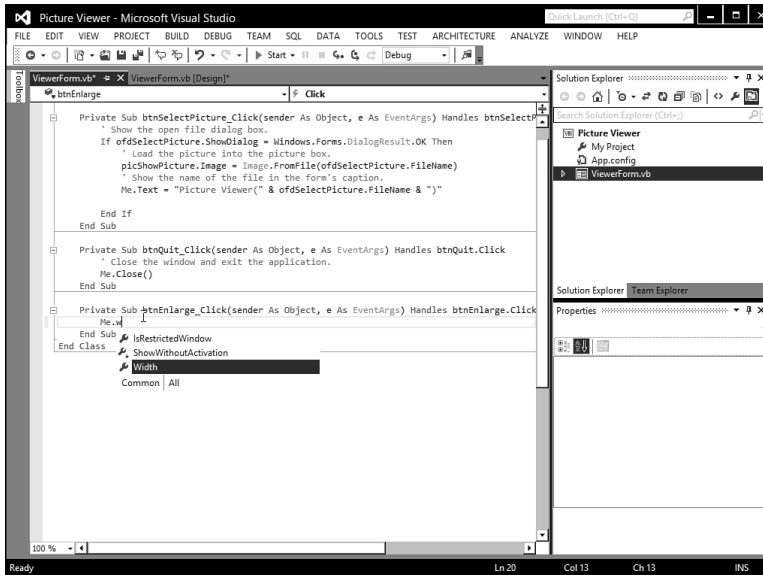 Picture Viewer - Microsoft Visual Studio
Quick Launch (Ctrl+Q)
FILE EDIT VIEW PROJECT BUILD DEBUG TEAM SQL DATA TOOLS TEST ARCHITECTURE ANALYZE WINDOW HELP
Start Debug
Toolbox
ViewerForm.vb* ViewerForm.vb [Design]*
btnEnlarge Click
Private Sub btnSelectPicture_Click(sender As Object, e As EventArgs) Handles btnSelectP
' Show the open file dialog box.
If ofdSelectPicture.ShowDialog = Windows.Forms.DialogResult.OK Then
' Load the picture into the picture box.
picShowPicture.Image = Image.FromFile(ofdSelectPicture.FileName)
' Show the name of the file in the form's caption.
Me.Text = "Picture Viewer(" & ofdSelectPicture.FileName & ")"
End If
End Sub
Private Sub btnQuit_Click(sender As Object, e As EventArgs) Handles btnQuit.Click
' Close the window and exit the application.
Me.Close()
End Sub
Private Sub btnEnlarge_Click(sender As Object, e As EventArgs) Handles btnEnlarge.Click
Me.w
End Sub
End Class
IsRestrictedWindow
ShowWithoutActivation
Width
Common All
100 %
Solution Explorer
Search Solution Explorer (Ctrl+;)
Picture Viewer
My Project
App.config
ViewerForm.vb
Solution Explorer Team Explorer
Properties
Ready Ln 20 Col 13 Ch 13 INS